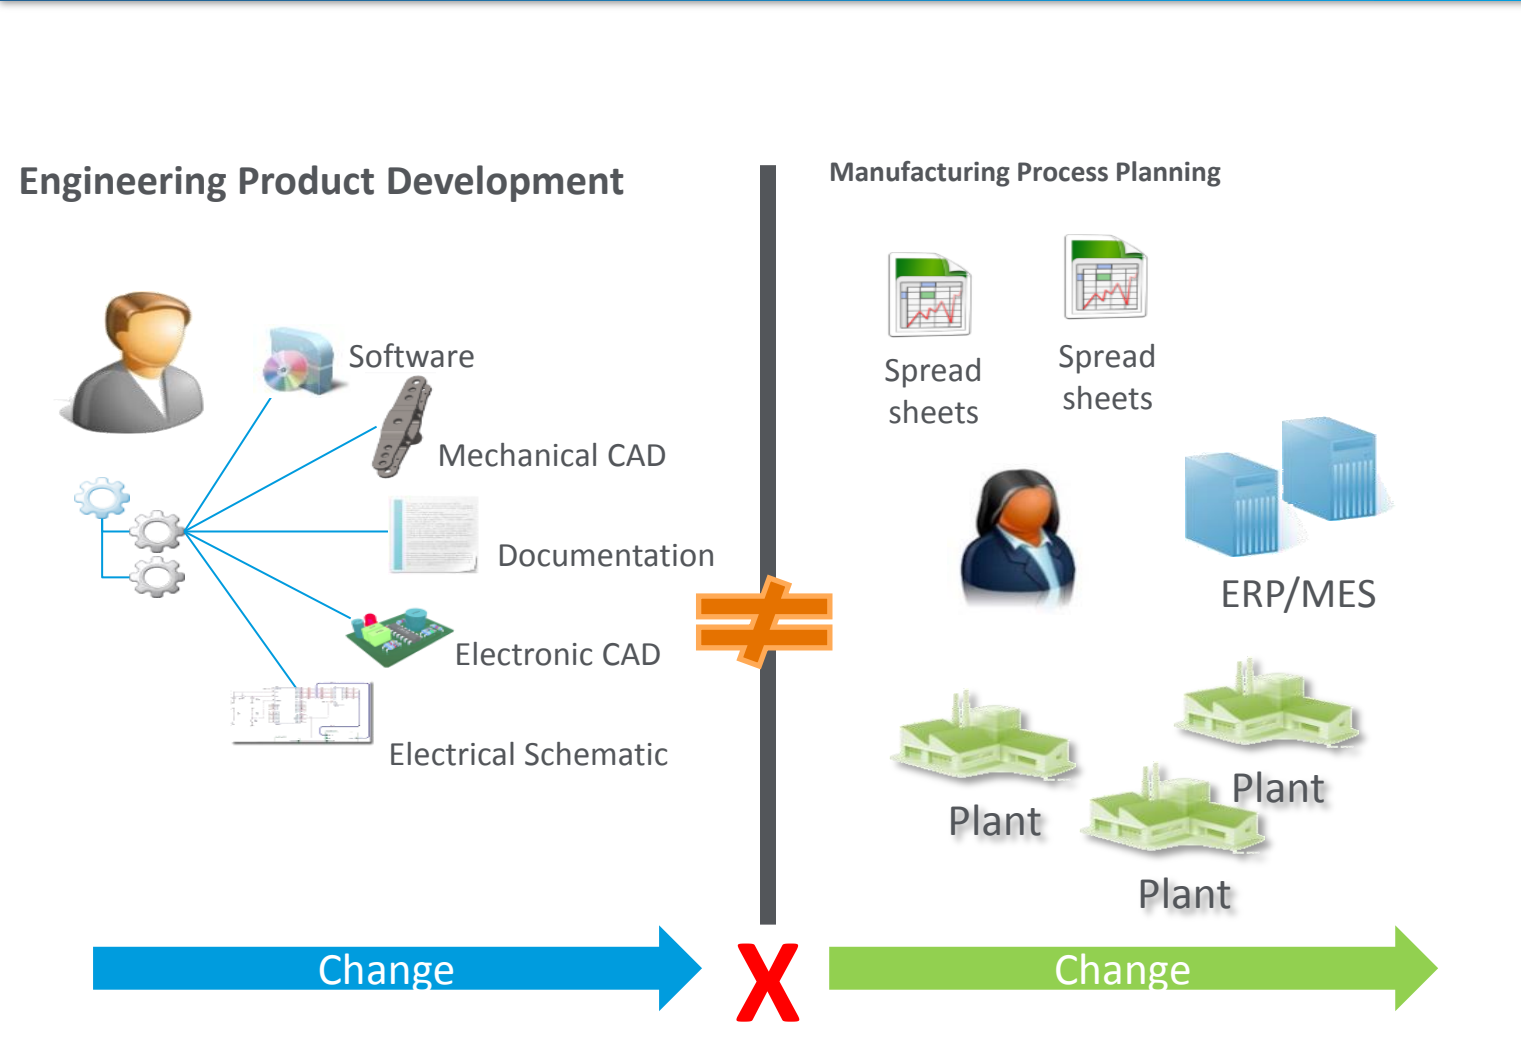 Engineering Product Development
Software
Mechanical CAD
Documentation
Electronic CAD
Electrical Schematic
Change
X
Manufacturing Process Planning
Spread
sheets
Spread
sheets
ERP/MES
Plant
Plant
Plant
Change